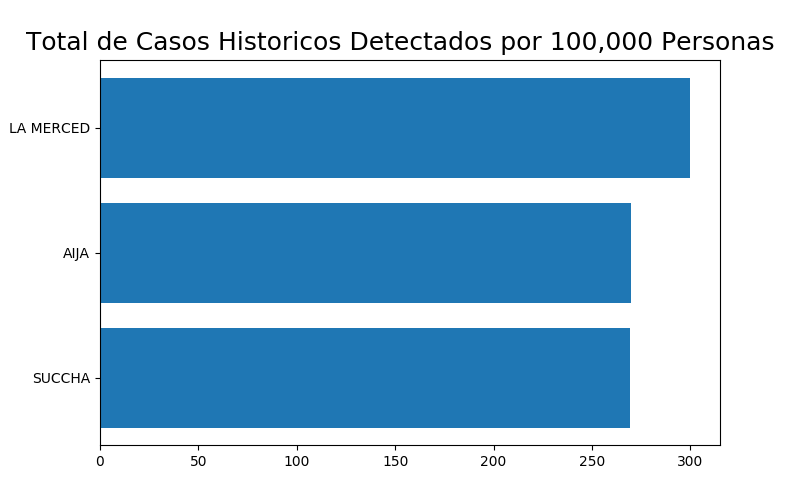 Total de Casos Historicos Detectados por 100,000 Personas
LA MERCED
AIJA
SUCCHA
0 50 100 150 200 250 300